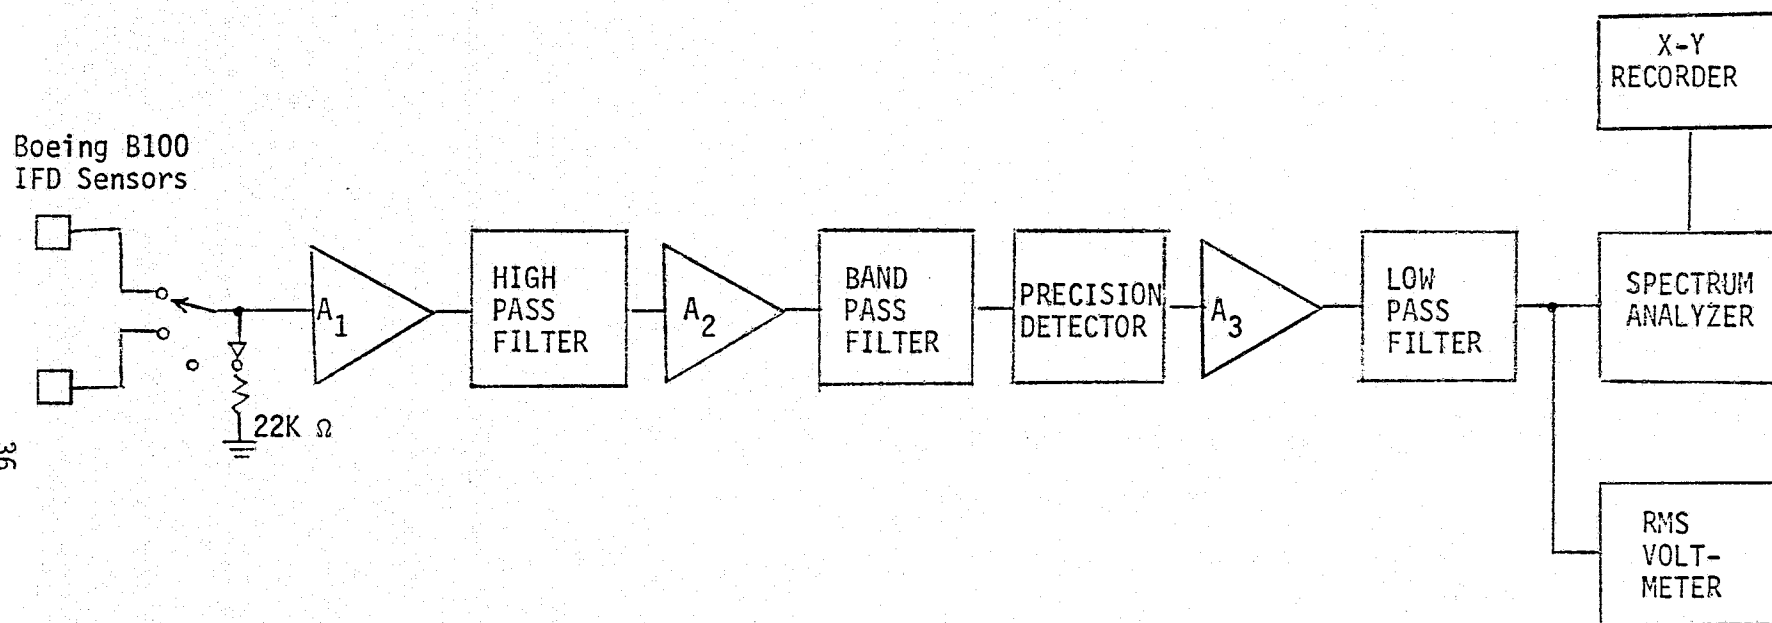 X-Y
RECORDER
Boeing B100
IFD Sensors
A1
HIGH
PASS
FILTER
A2
BAND
PASS
FILTER
PRECISION
DETECTOR
A3
LOW
PASS
FILTER
SPECTRUM
ANALYZER
22K Ω
36
RMS
VOLT-
METER